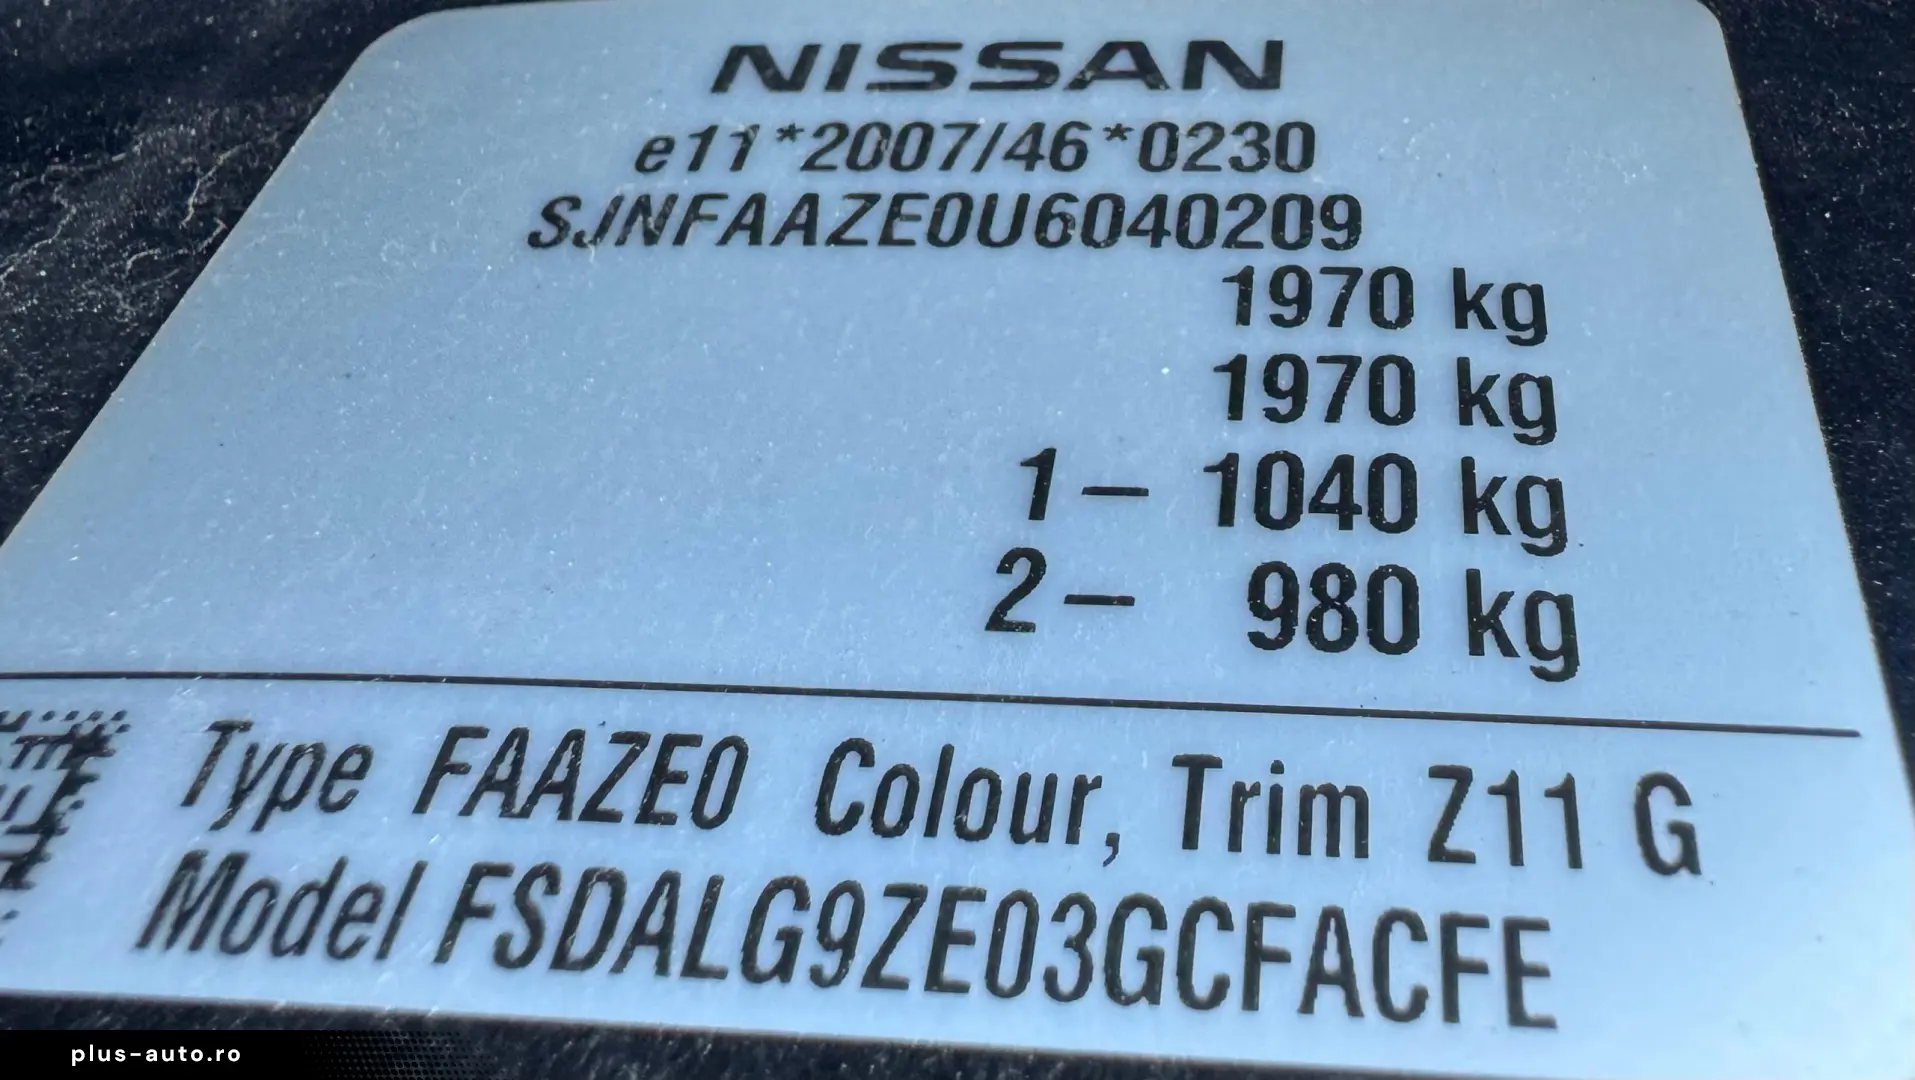 NISSAN
e11*2007/46*0230
SJNFAAZE0U6040209
1970 kg
1970 kg
1 – 1040 kg
2 – 980 kg
Type FAAZE0 Colour, Trim Z11 G
Model FSDALG9ZE03GCFACFE
plus-auto.ro